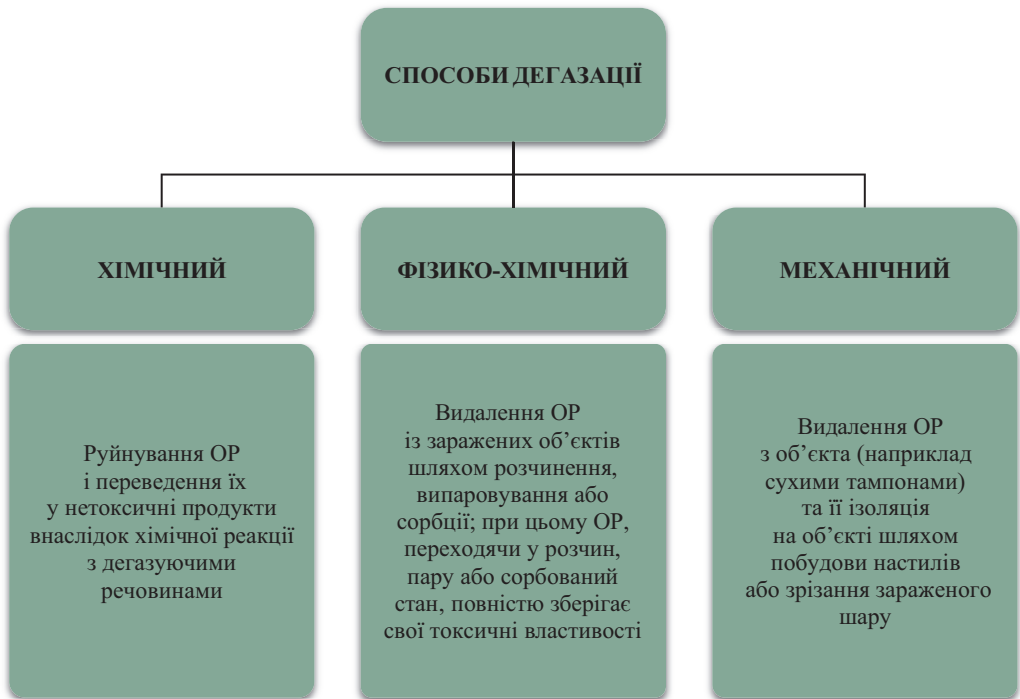 СПОСОБИ ДЕГАЗАЦІЇ
ХІМІЧНИЙ
Руйнування ОР
і переведення їх
у нетоксичні продукти
внаслідок хімічної реакції
з дегазуючими
речовинами
ФІЗИКО-ХІМІЧНИЙ
Видалення ОР
із заражених об’єктів
шляхом розчинення,
випаровування або
сорбції; при цьому ОР,
переходячи у розчин,
пару або сорбований
стан, повністю зберігає
свої токсичні властивості
МЕХАНІЧНИЙ
Видалення ОР
з об’єкта (наприклад
сухими тампонами)
та її ізоляція
на об’єкті шляхом
побудови настилів
або зрізання зараженого
шару